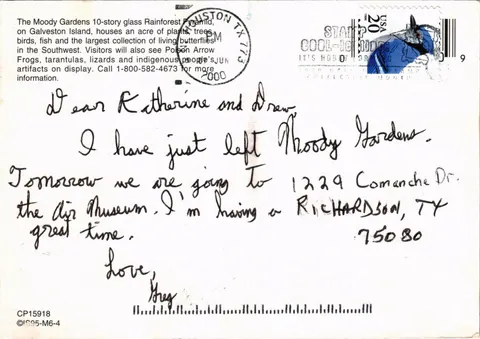 The Moody Gardens 10-story glass Rainforest Pyramid,
on Galveston Island, houses an acre of plants, trees,
birds, fish and the largest collection of living butterflies
in the Southwest. Visitors will also see Poison Arrow
Frogs, tarantulas, lizards and indigenous people's
artifacts on display. Call 1-800-582-4673 for more
information.
HOUSTON TX 773
PM
JUN
2000
USA
20
9
Dear Katherine and Drew,
I have just left Moody Gardens.
Tomorrow we are going to
the Air Museum. I'm having a
great time.
Love,
Greg
1229 Comanche Dr.
RICHARDSON, TX
75080
CP15918